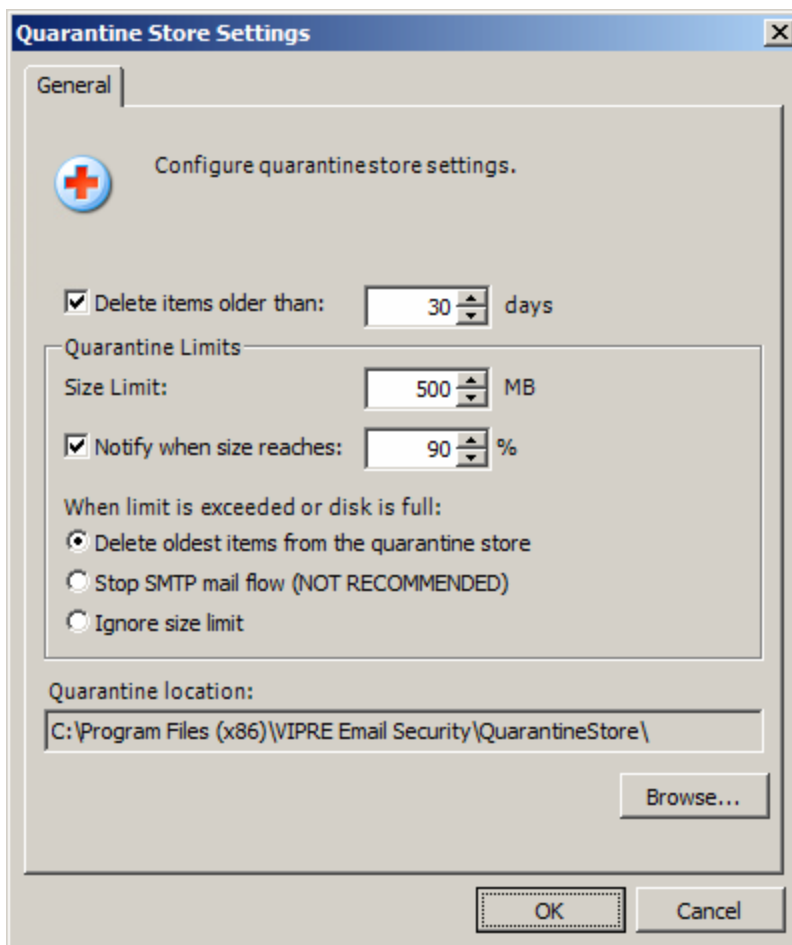 Quarantine Store Settings
General
Configure quarantinestore settings.
Delete items older than: 30 days
Quarantine Limits
Size Limit: 500 MB
Notify when size reaches: 90 %
When limit is exceeded or disk is full:
Delete oldest items from the quarantine store
Stop SMTP mail flow (NOT RECOMMENDED)
Ignore size limit
Quarantine location:
C:\Program Files (x86)\VIPRE Email Security\QuarantineStore\
Browse...
OK Cancel